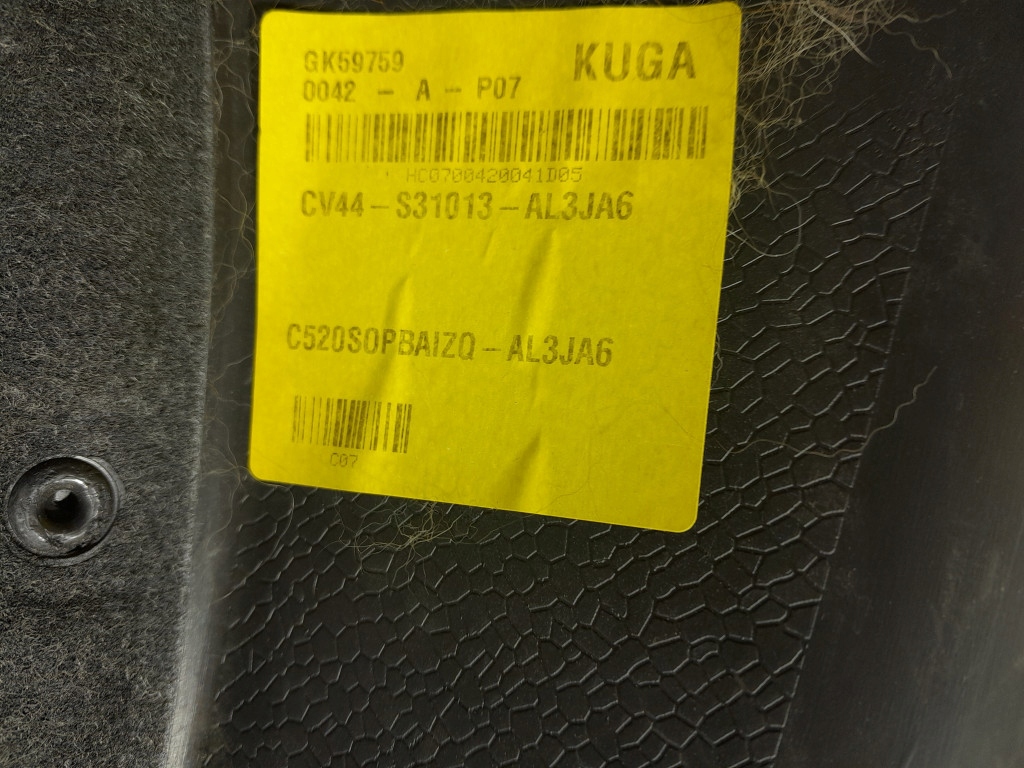 GK59759 KUGA
0042 - A - P07
HC0700420041D05
CV44-S31013-AL3JA6
C520SOPBAIZQ-AL3JA6
C07